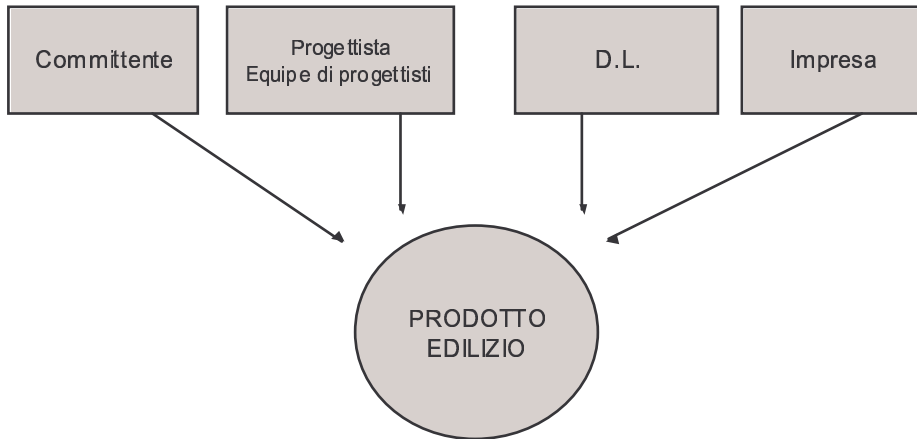 Committente
Progettista
Equipe di progettisti
D.L.
Impresa
PRODOTTO
EDILIZIO